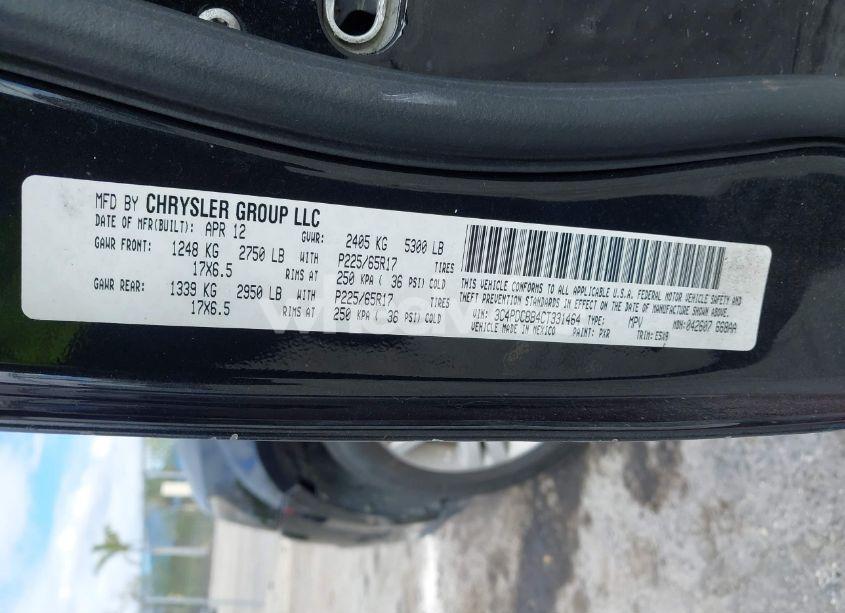 MFD BY CHRYSLER GROUP LLC
DATE OF MFR(BUILT): APR 12 GVWR: 2405 KG 5300 LB
GAWR FRONT: 1248 KG 2750 LB WITH P225/65R17 TIRES
17X6.5 RIMS AT 250 KPA ( 36 PSI) COLD
GAWR REAR: 1339 KG 2950 LB WITH P225/65R17 TIRES
17X6.5 RIMS AT 250 KPA ( 36 PSI) COLD
THIS VEHICLE CONFORMS TO ALL APPLICABLE U.S.A. FEDERAL MOTOR VEHICLE SAFETY AND
THEFT PREVENTION STANDARDS IN EFFECT ON THE DATE OF MANUFACTURE SHOWN ABOVE.
VIN: 3C4PDCBB4CT331464 TYPE: MPV MDH: 042607 668AA
VEHICLE MADE IN MEXICO PAINT: PXR TRIM: